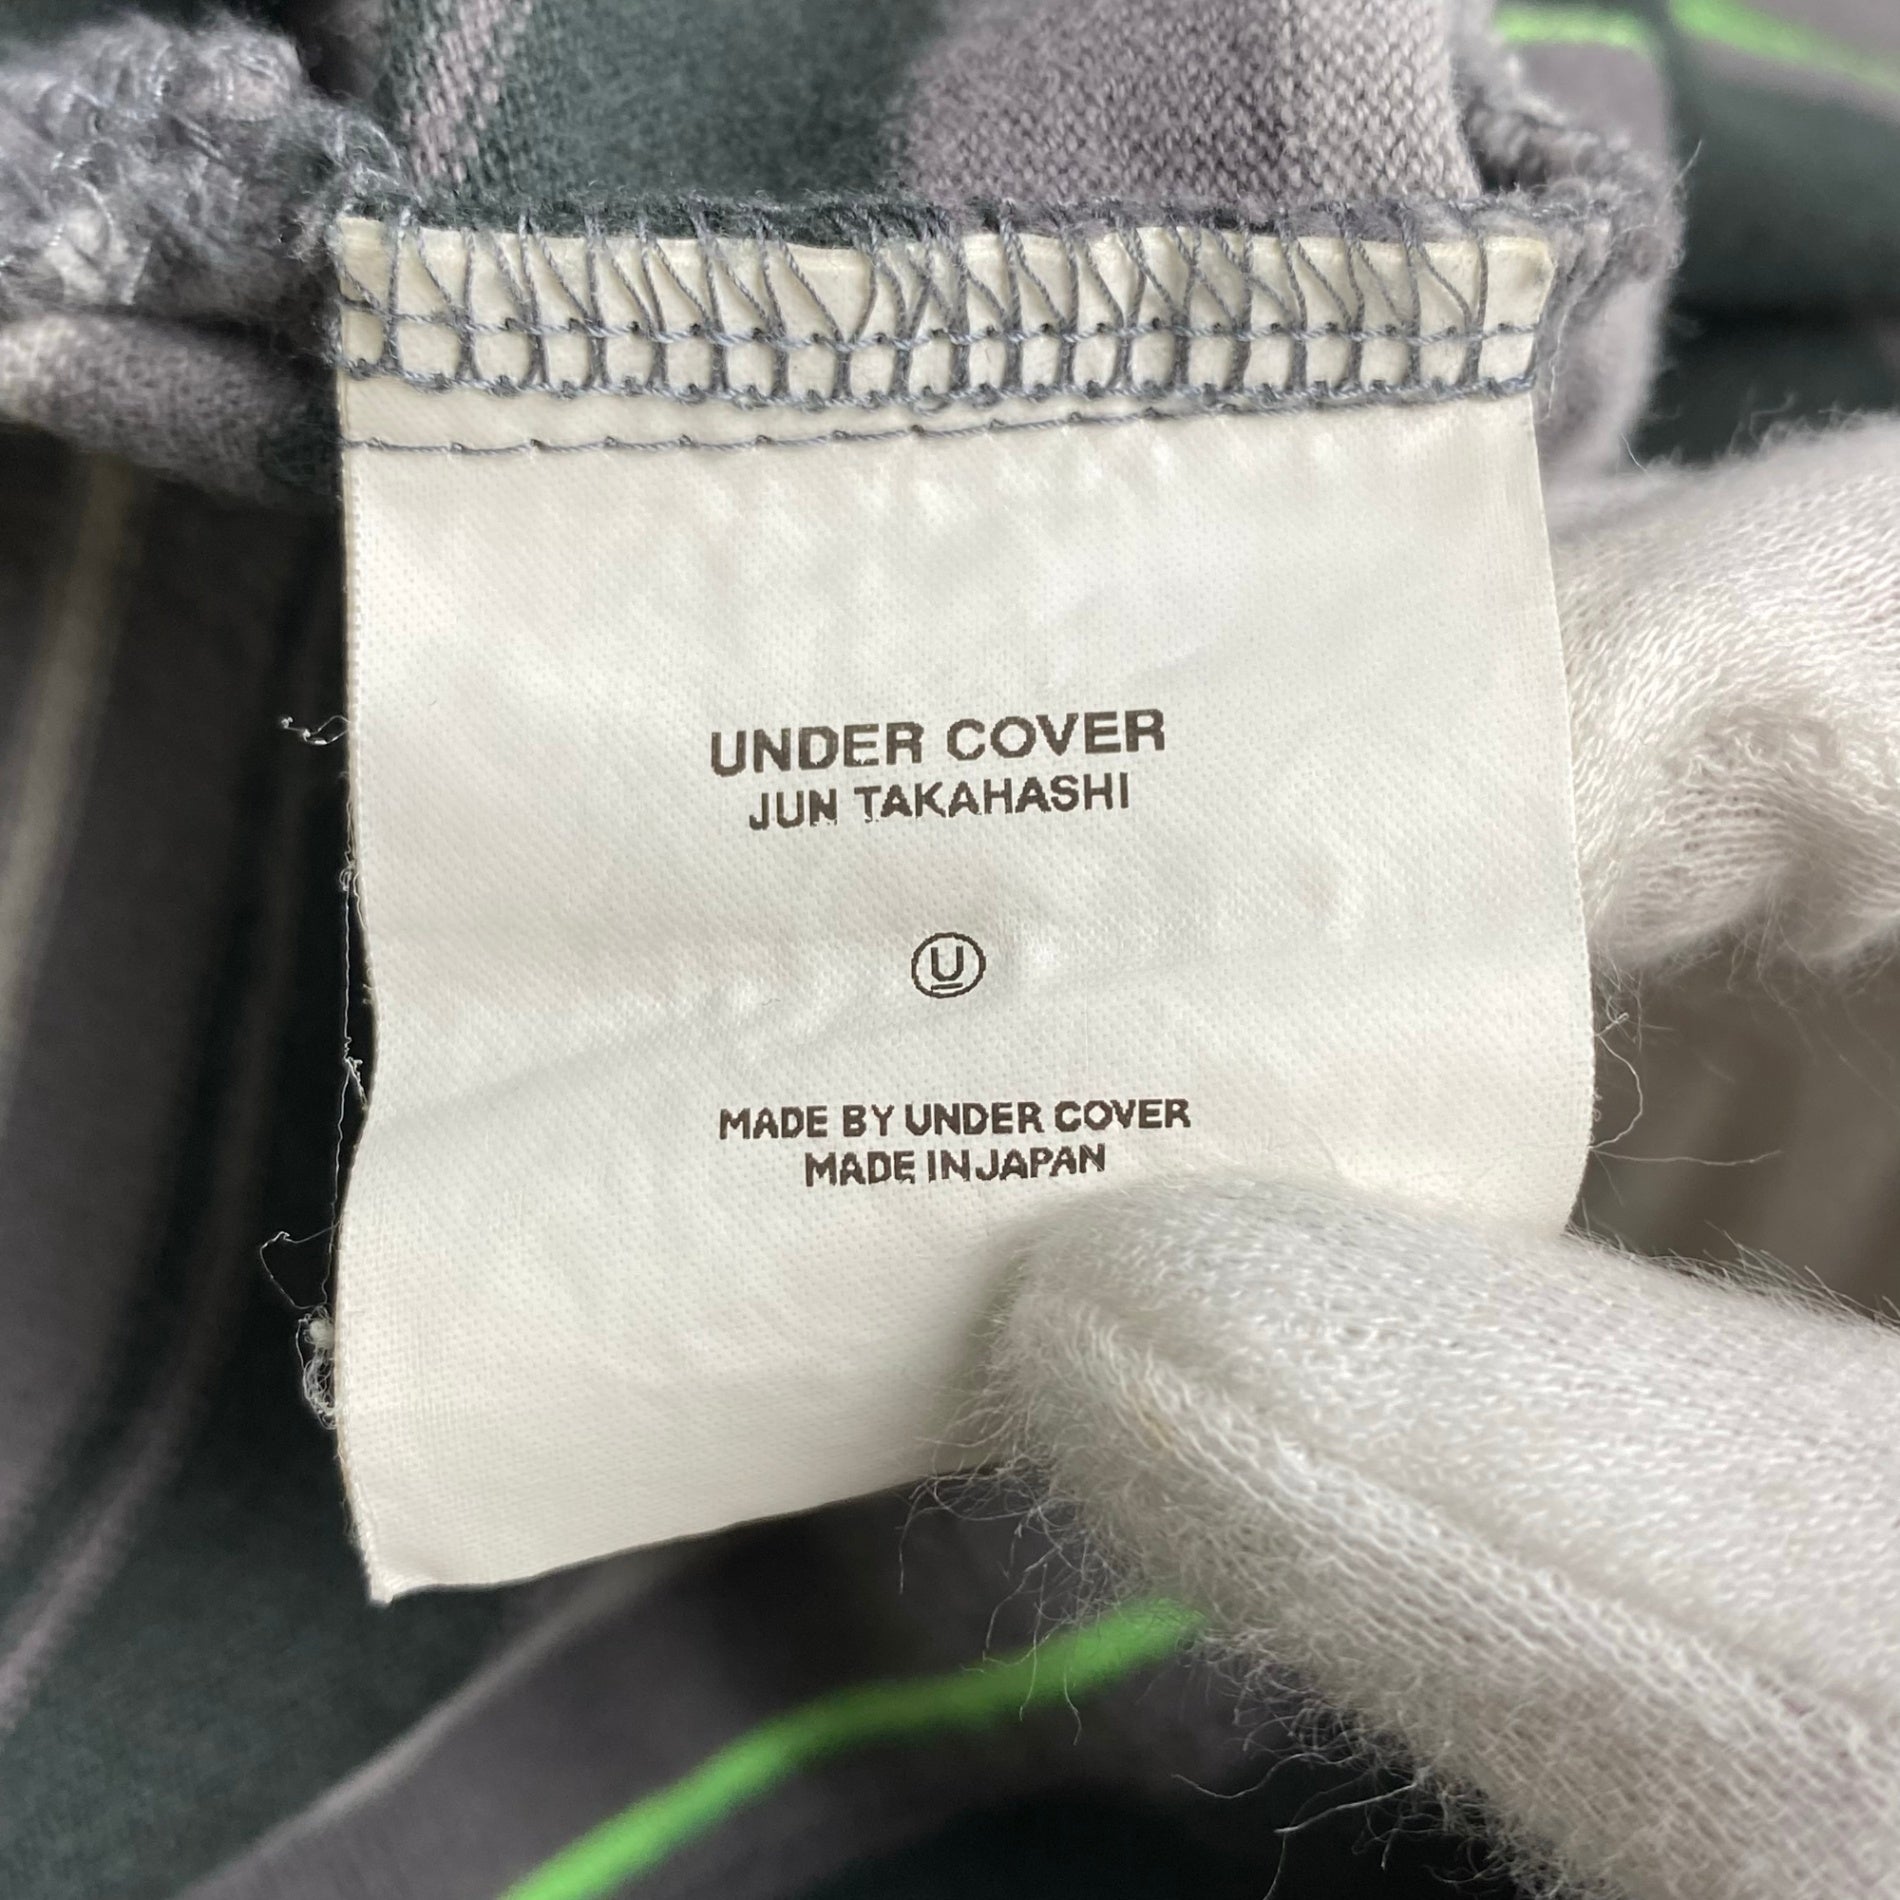 UNDER COVER
JUN TAKAHASHI
U
MADE BY UNDER COVER
MADE IN JAPAN